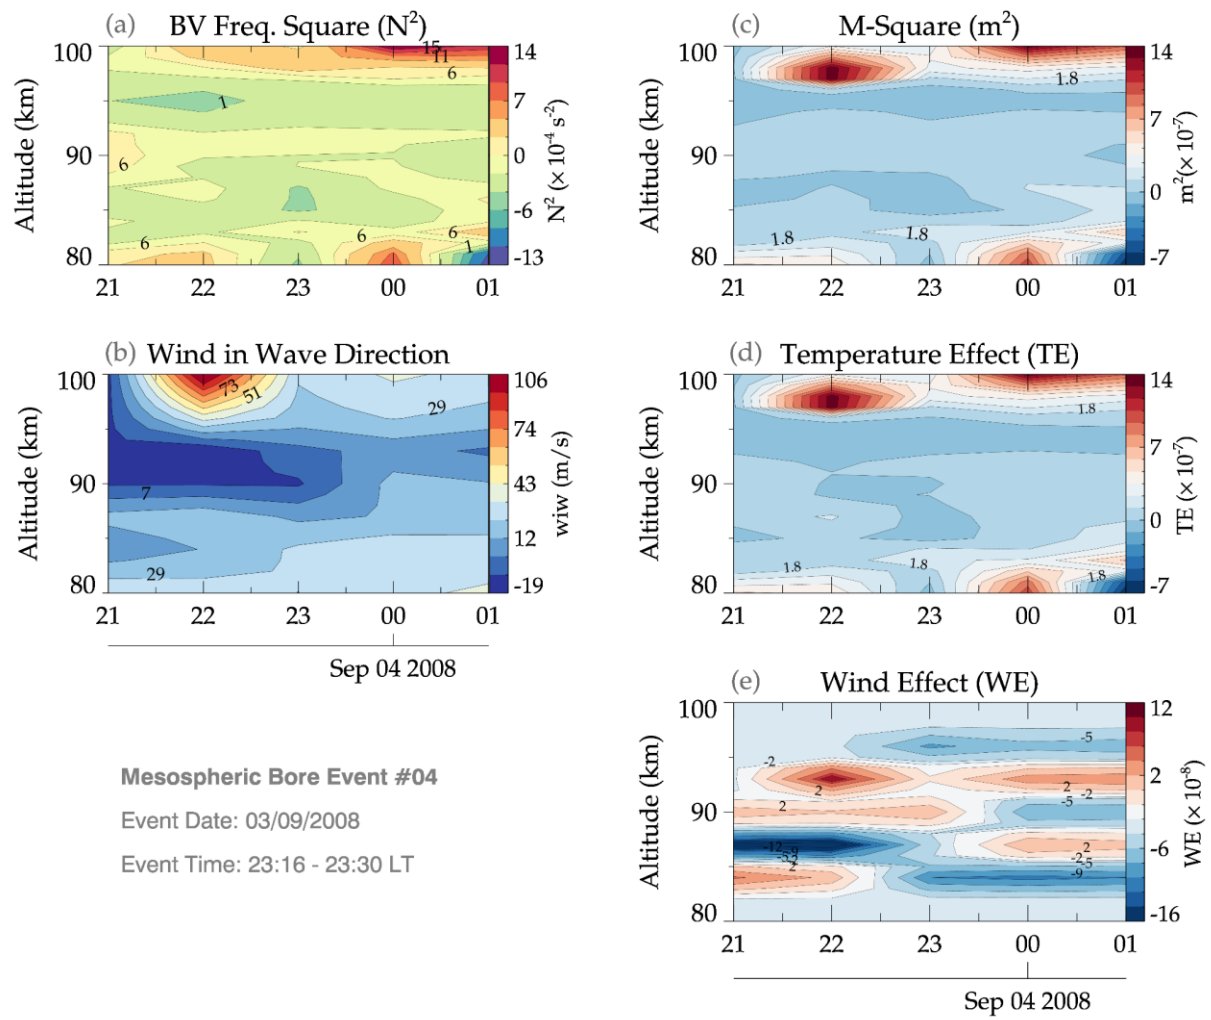 (a) BV Freq. Square (N²)
Altitude (km)
100
90
80
15
11
6
1
6
6
6
6
1
21 22 23 00 01
14
7
0
-6
-13
N² (× 10⁻⁴ s⁻²)
(c) M-Square (m²)
Altitude (km)
100
90
80
1.8
1.8
1.8
21 22 23 00 01
14
7
0
-7
m² (× 10⁻⁷)
(b) Wind in Wave Direction
Altitude (km)
100
90
80
73
51
29
7
29
21 22 23 00 01
Sep 04 2008
106
74
43
12
-19
wiw (m/s)
(d) Temperature Effect (TE)
Altitude (km)
100
90
80
1.8
1.8
1.8
1.8
21 22 23 00 01
14
7
0
-7
TE (× 10⁻⁷)
(e) Wind Effect (WE)
Altitude (km)
100
90
80
-5
-2
2
2
-2
2
-5
-12
-9
2
-2
-5
2
-9
21 22 23 00 01
Sep 04 2008
12
2
-6
-16
WE (× 10⁻⁸)
Mesospheric Bore Event #04
Event Date: 03/09/2008
Event Time: 23:16 - 23:30 LT